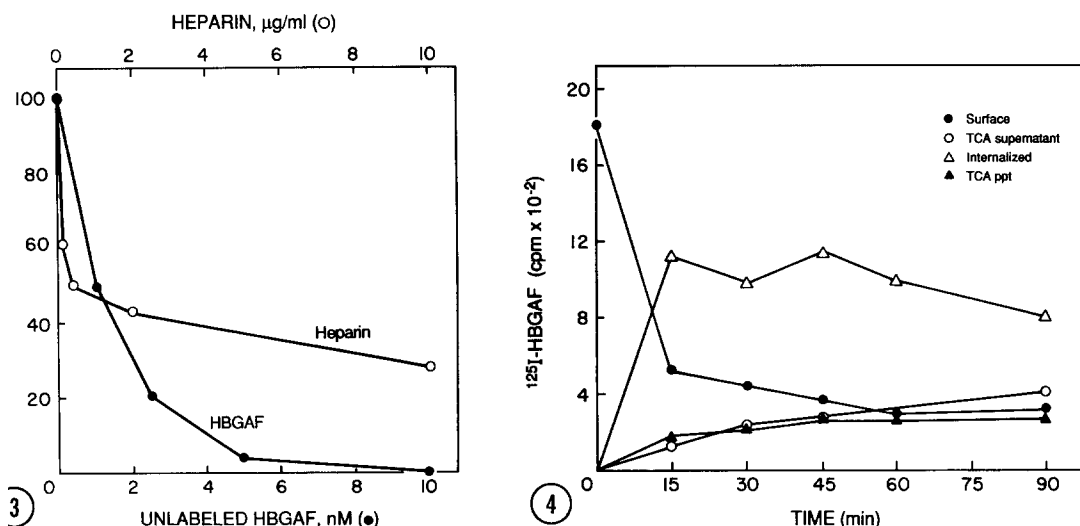 HEPARIN, µg/ml (○)
0 2 4 6 8 10
100
80
60
40
20
Heparin
HBGAF
0 2 4 6 8 10
UNLABELED HBGAF, nM (●)
3
¹²⁵I-HBGAF (cpm x 10⁻²)
20
16
12
8
4
0 15 30 45 60 75 90
TIME (min)
● Surface
○ TCA supernatant
△ Internalized
▲ TCA ppt
4